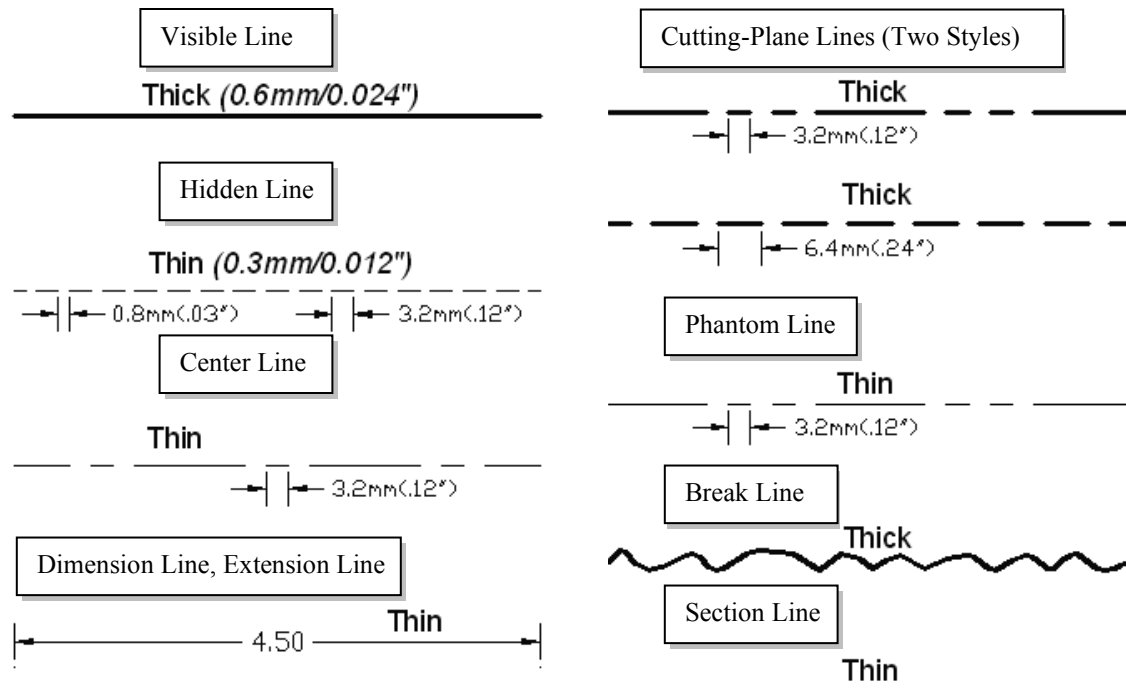 Visible Line
Thick (0.6mm/0.024")
Hidden Line
Thin (0.3mm/0.012")
0.8mm(.03")
3.2mm(.12")
Center Line
Thin
3.2mm(.12")
Dimension Line, Extension Line
Thin
4.50
Cutting-Plane Lines (Two Styles)
Thick
3.2mm(.12")
Thick
6.4mm(.24")
Phantom Line
Thin
3.2mm(.12")
Break Line
Thick
Section Line
Thin